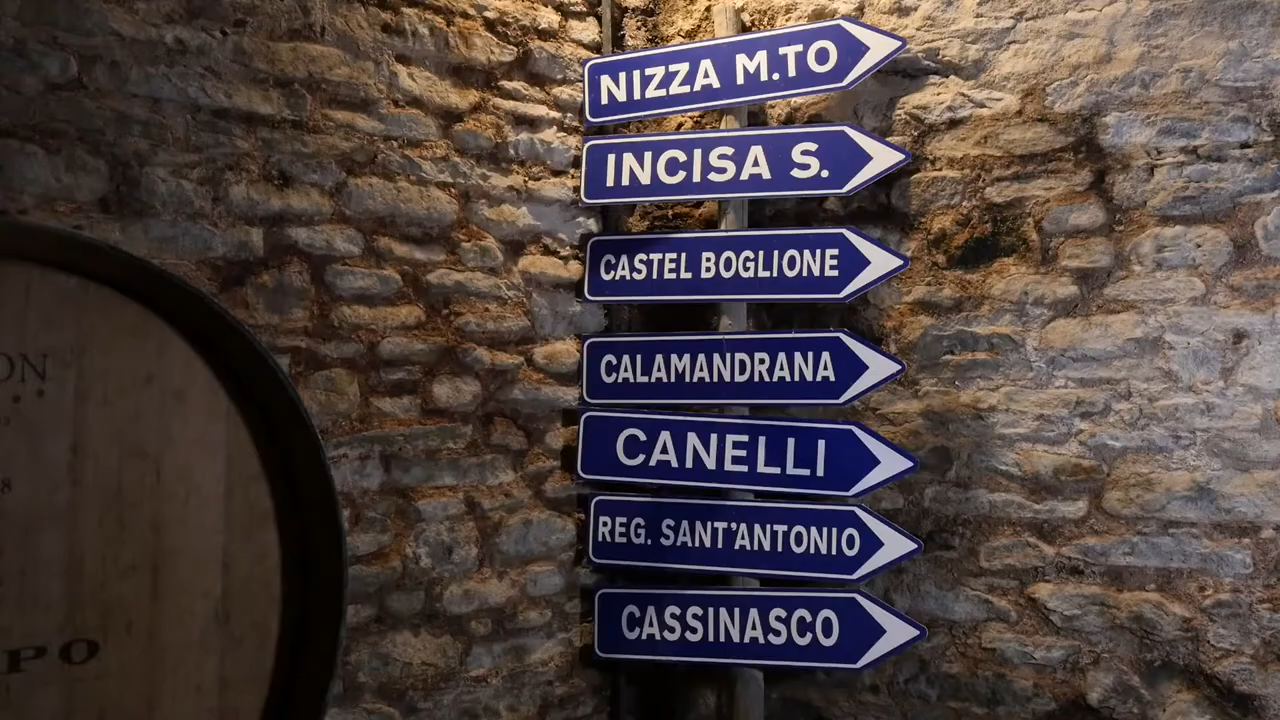 NIZZA M.TO
INCISA S.
CASTEL BOGLIONE
CALAMANDRANA
CANELLI
REG. SANT'ANTONIO
CASSINASCO